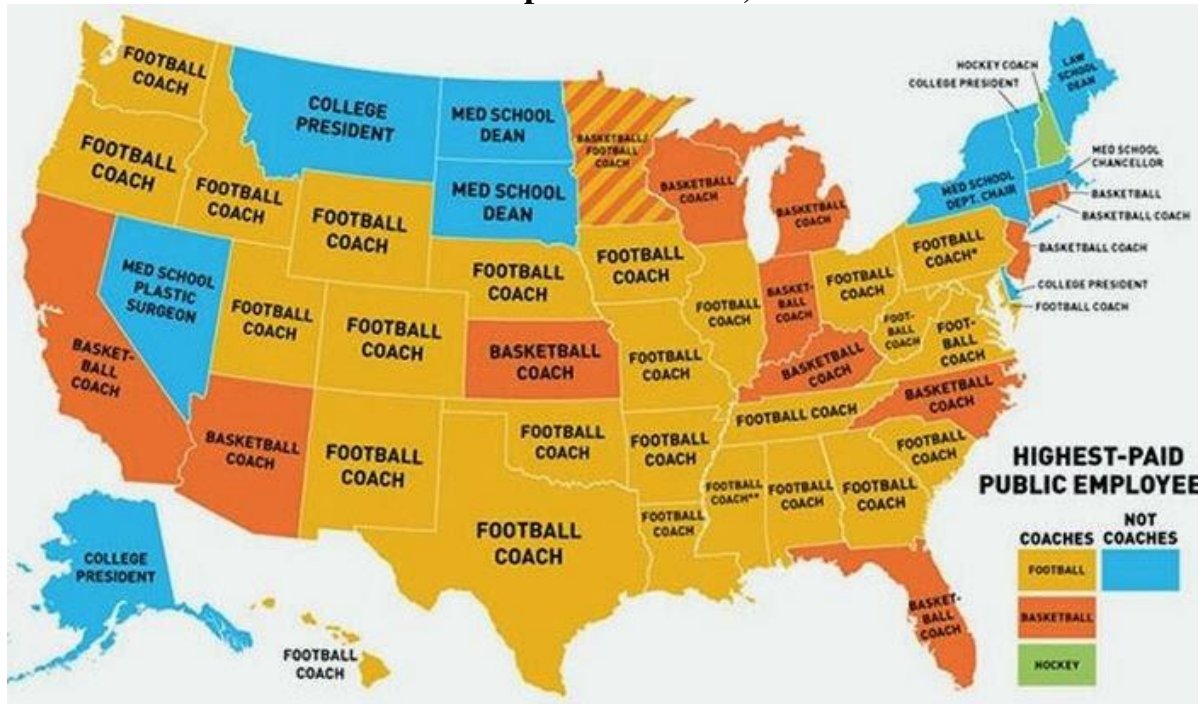 FOOTBALL
COACH
COLLEGE
PRESIDENT
MED SCHOOL
DEAN
BASKETBALL/
FOOTBALL
COACH
HOCKEY COACH
COLLEGE PRESIDENT
LAW
SCHOOL
DEAN
FOOTBALL
COACH
FOOTBALL
COACH
FOOTBALL
COACH
MED SCHOOL
DEAN
BASKETBALL
COACH
BASKETBALL
COACH
MED SCHOOL
DEPT. CHAIR
MED SCHOOL
CHANCELLOR
BASKETBALL
BASKETBALL COACH
BASKETBALL COACH
COLLEGE PRESIDENT
FOOTBALL COACH
MED SCHOOL
PLASTIC
SURGEON
FOOTBALL
COACH
FOOTBALL
COACH
FOOTBALL
COACH
FOOTBALL
COACH
FOOTBALL
COACH
BASKET-
BALL
COACH
FOOTBALL
COACH
FOOTBALL
COACH*
BASKET-
BALL
COACH
BASKETBALL
COACH
FOOTBALL
COACH
BASKETBALL
COACH
FOOT-
BALL
COACH
FOOT-
BALL
COACH
BASKETBALL
COACH
FOOTBALL
COACH
FOOTBALL
COACH
FOOTBALL
COACH
FOOTBALL COACH
BASKETBALL
COACH
FOOTBALL
COACH
FOOTBALL
COACH
FOOTBALL
COACH
FOOTBALL
COACH**
FOOTBALL
COACH
FOOTBALL
COACH
BASKET-
BALL
COACH
COLLEGE
PRESIDENT
FOOTBALL
COACH
HIGHEST-PAID
PUBLIC EMPLOYEE
COACHES
NOT
COACHES
FOOTBALL
BASKETBALL
HOCKEY